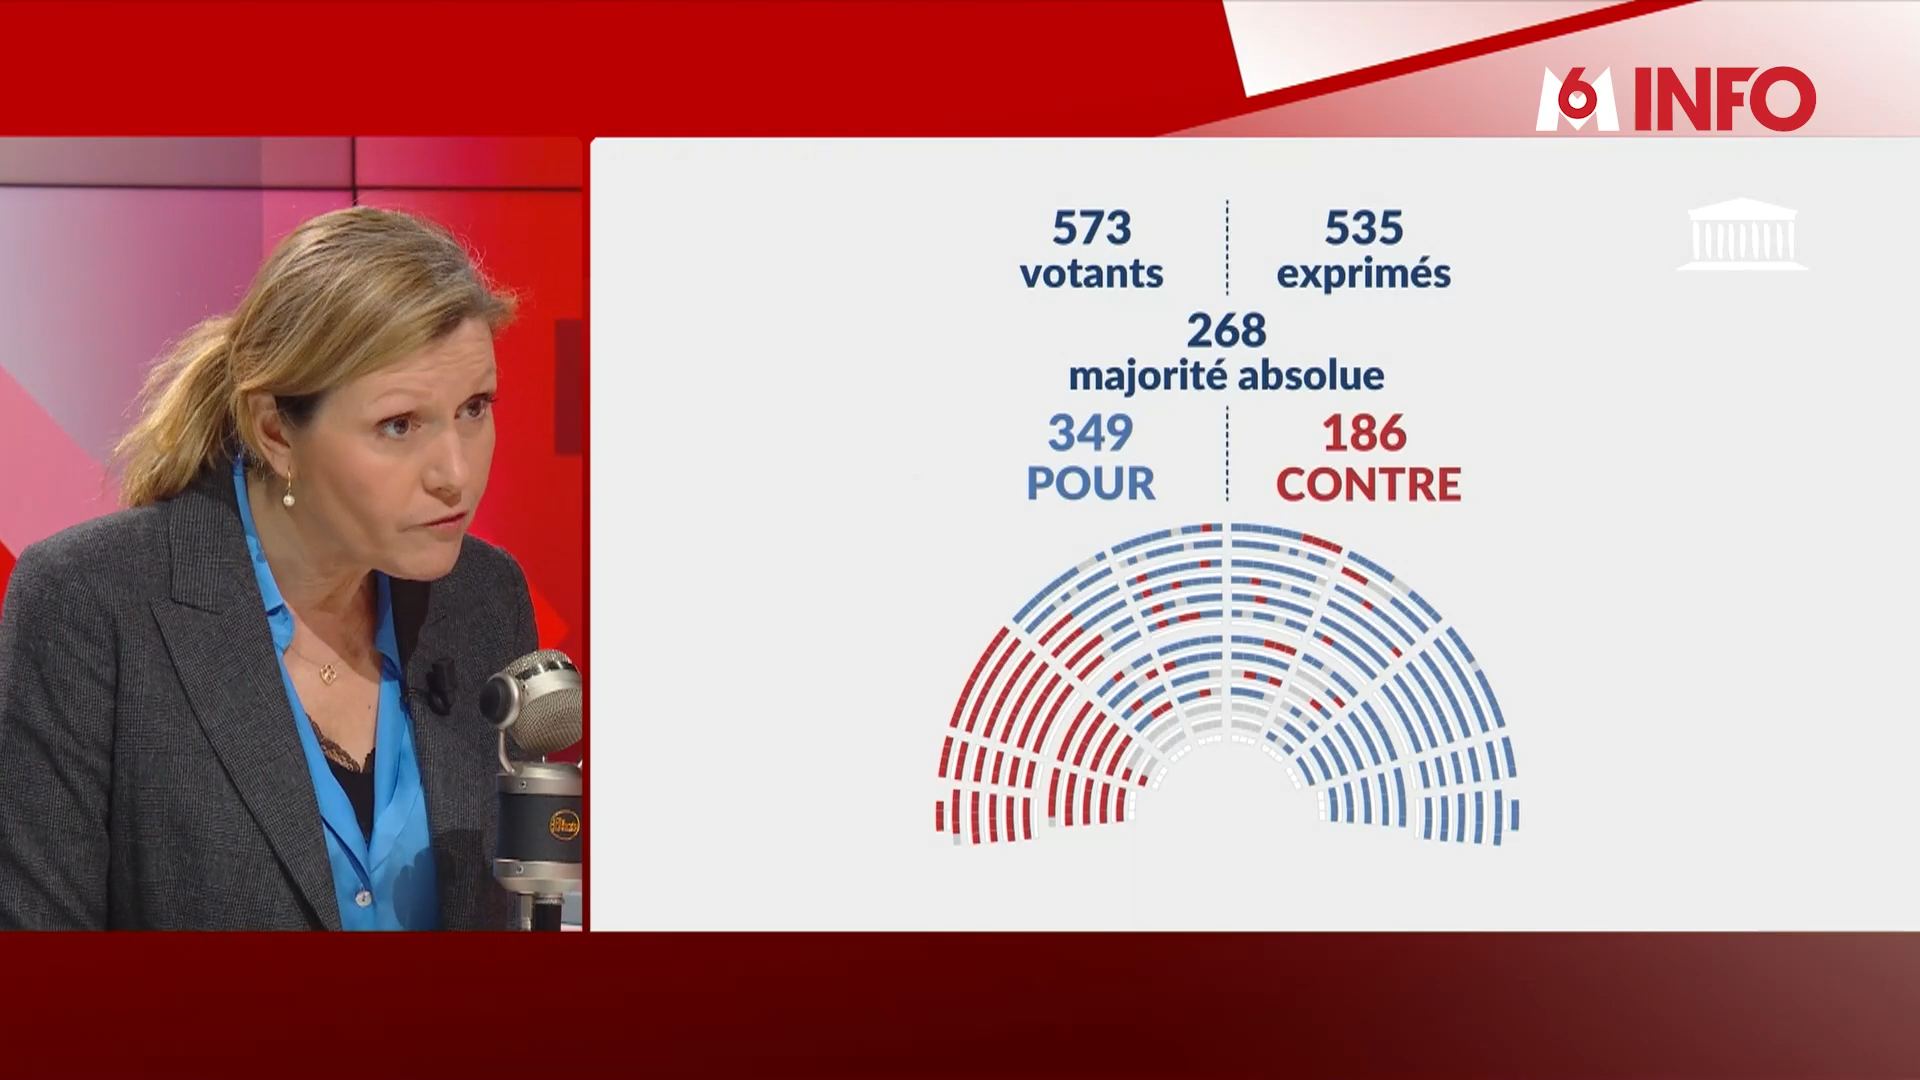 M6 INFO
573
votants
535
exprimés
268
majorité absolue
349
POUR
186
CONTRE